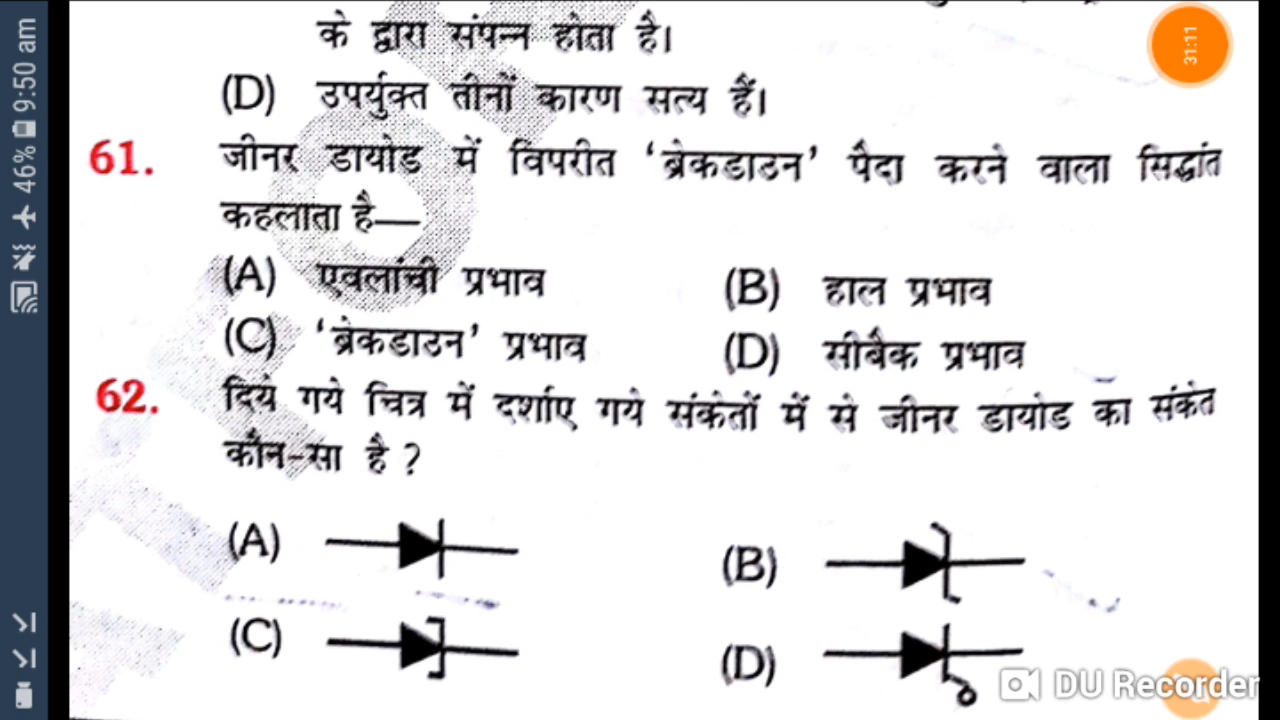 के द्वारा संपन्न होता है।
(D) उपर्युक्त तीनों कारण सत्य हैं।
61. जीनर डायोड में विपरीत ‘ब्रेकडाउन’ पैदा करने वाला सिद्धांत
कहलाता है—
(A) एवलांची प्रभाव (B) हाल प्रभाव
(C) ‘ब्रेकडाउन’ प्रभाव (D) सीबैक प्रभाव
62. दिये गये चित्र में दर्शाए गये संकेतों में से जीनर डायोड का संकेत
कौन-सा है ?
(A) (B)
(C) (D)
46% 9:50 am
31:11
DU Recorder